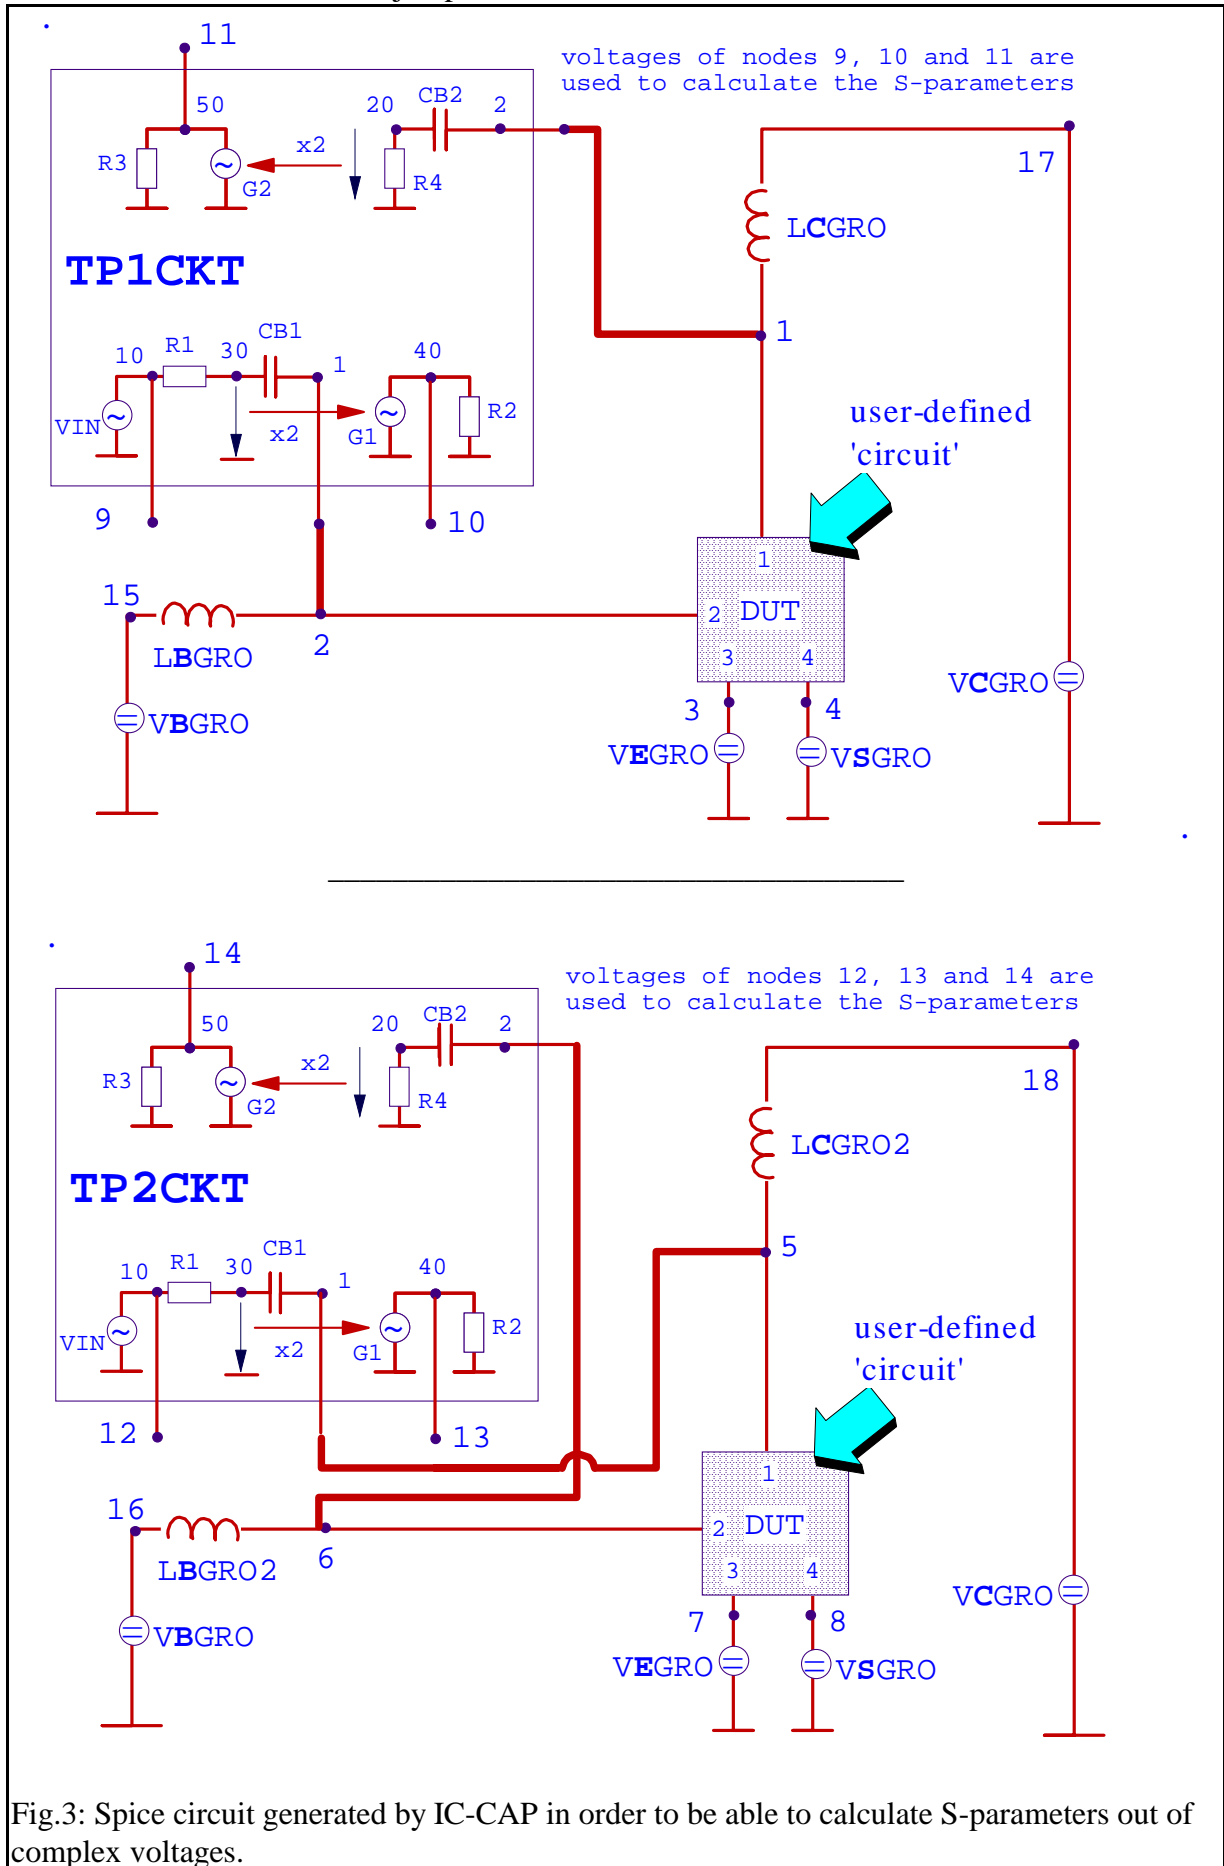 11
voltages of nodes 9, 10 and 11 are
used to calculate the S-parameters
50
20
CB2
2
17
x2
R3
G2
R4
LCGRO
TP1CKT
1
10
R1
30
CB1
1
40
VIN
x2
G1
R2
user-defined
'circuit'
9
10
1
15
2
DUT
LBGRO
2
3
4
VCGRO
3
4
VBGRO
VEGRO
VSGRO
14
voltages of nodes 12, 13 and 14 are
used to calculate the S-parameters
50
20
CB2
2
18
x2
R3
G2
R4
LCGRO2
TP2CKT
5
10
R1
30
CB1
1
40
VIN
x2
G1
R2
user-defined
'circuit'
12
13
1
16
2
DUT
LBGRO2
6
3
4
VCGRO
7
8
VBGRO
VEGRO
VSGRO
Fig.3: Spice circuit generated by IC-CAP in order to be able to calculate S-parameters out of
complex voltages.